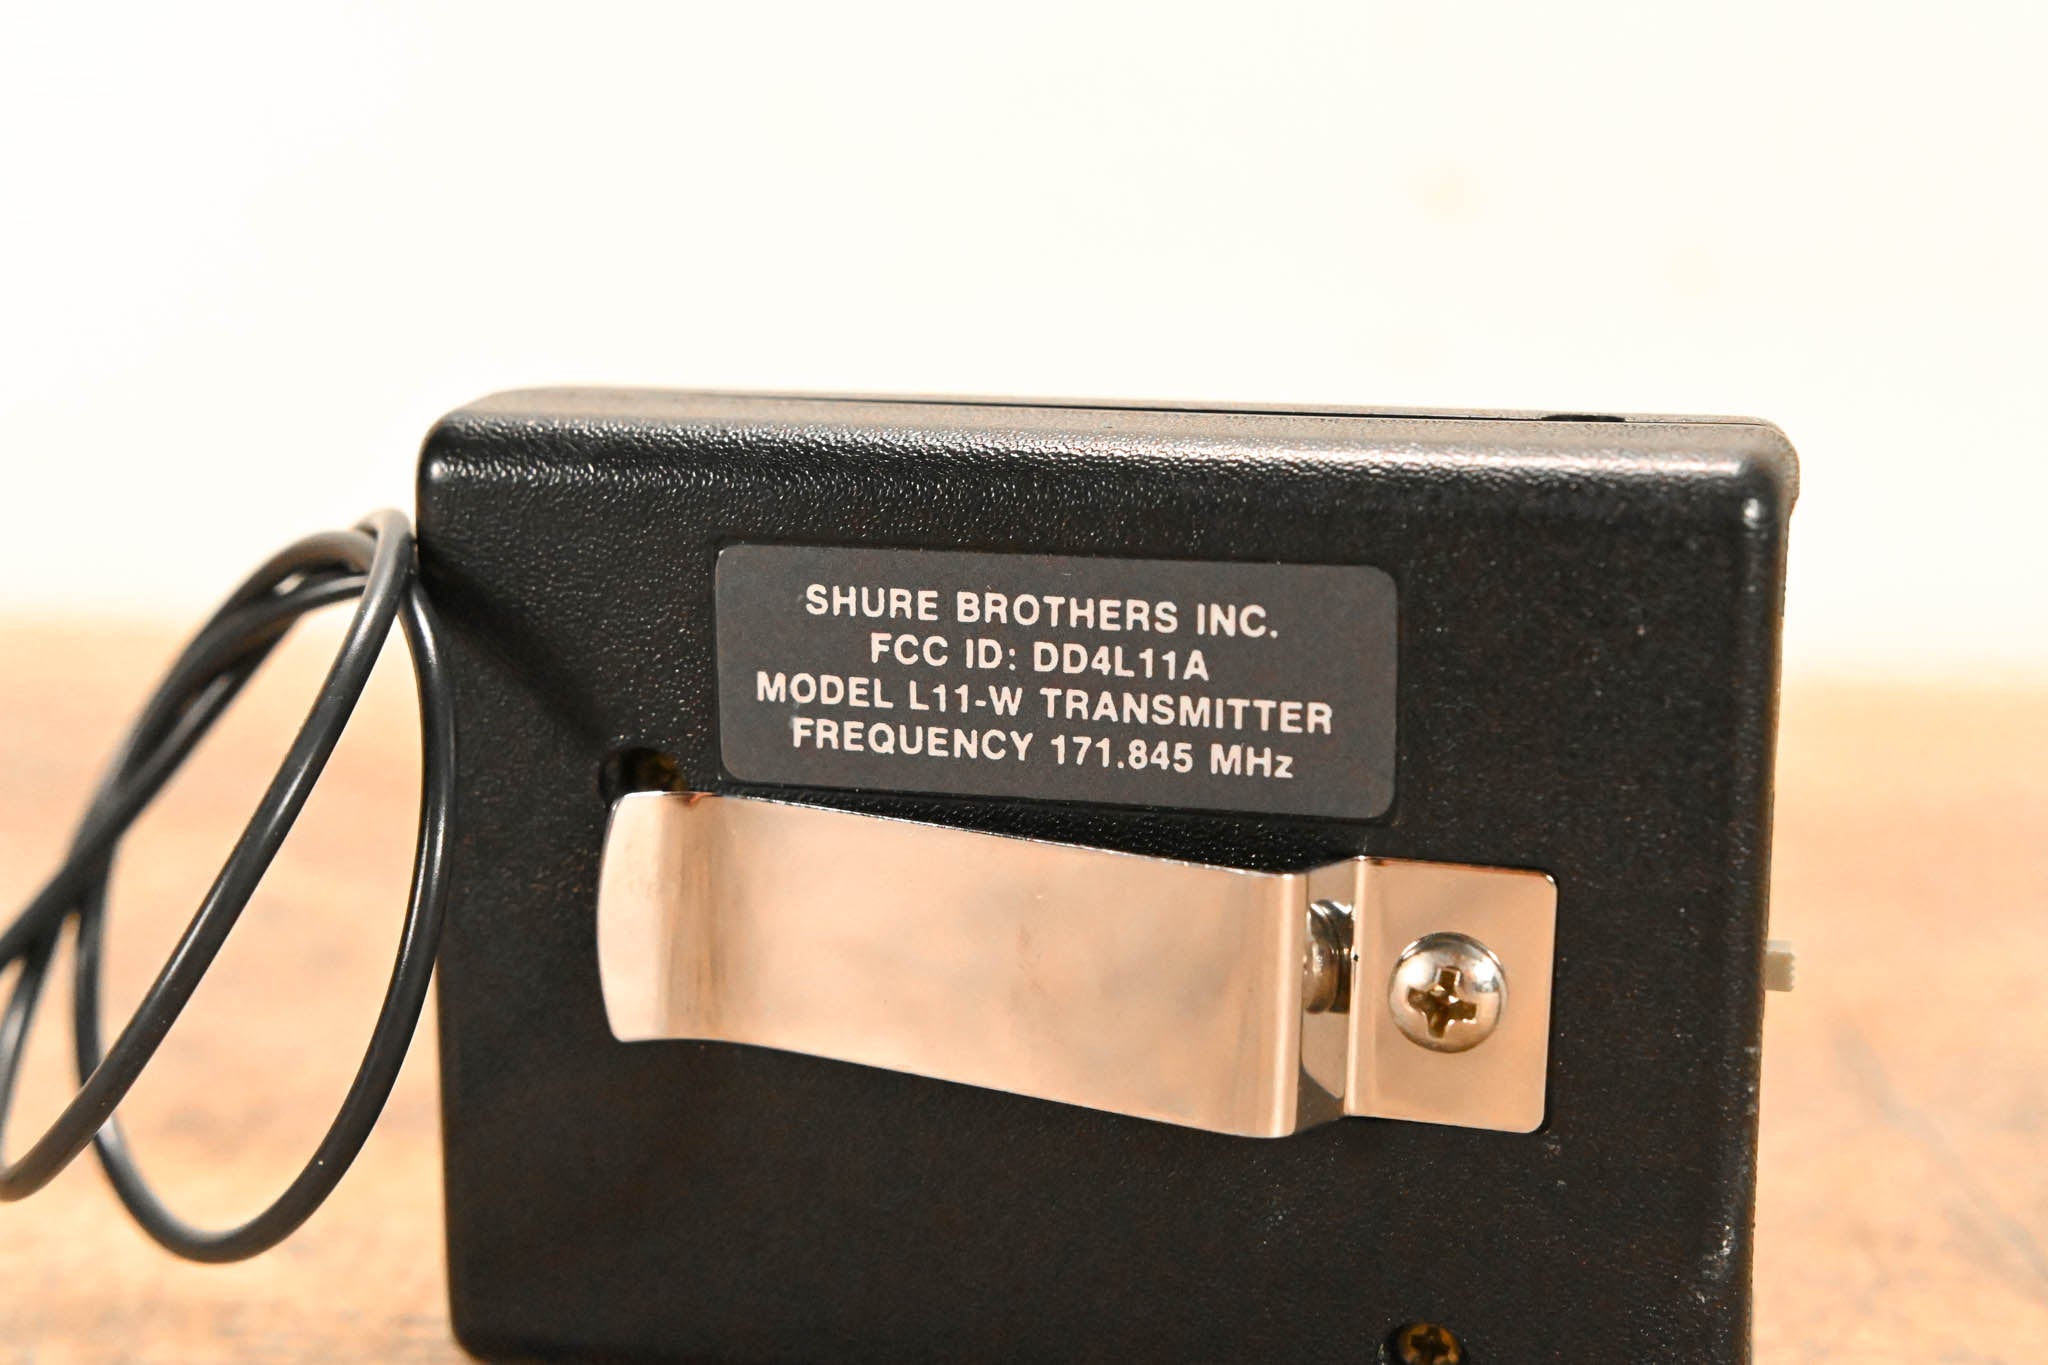 SHURE BROTHERS INC.
FCC ID: DD4L11A
MODEL L11-W TRANSMITTER
FREQUENCY 171.845 MHz